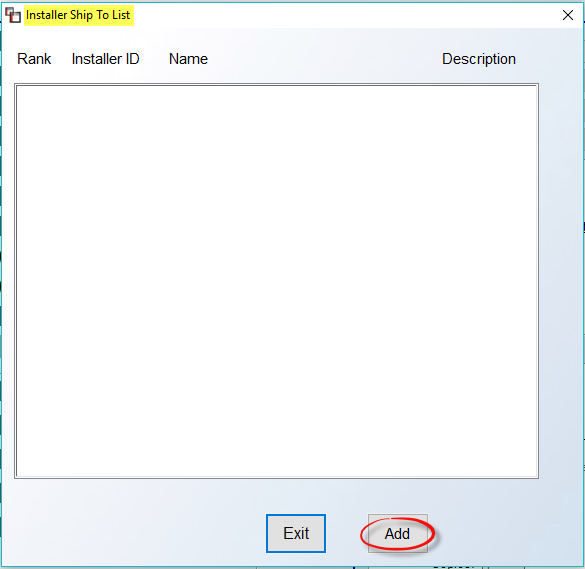 Installer Ship To List
Rank Installer ID Name Description
Exit Add